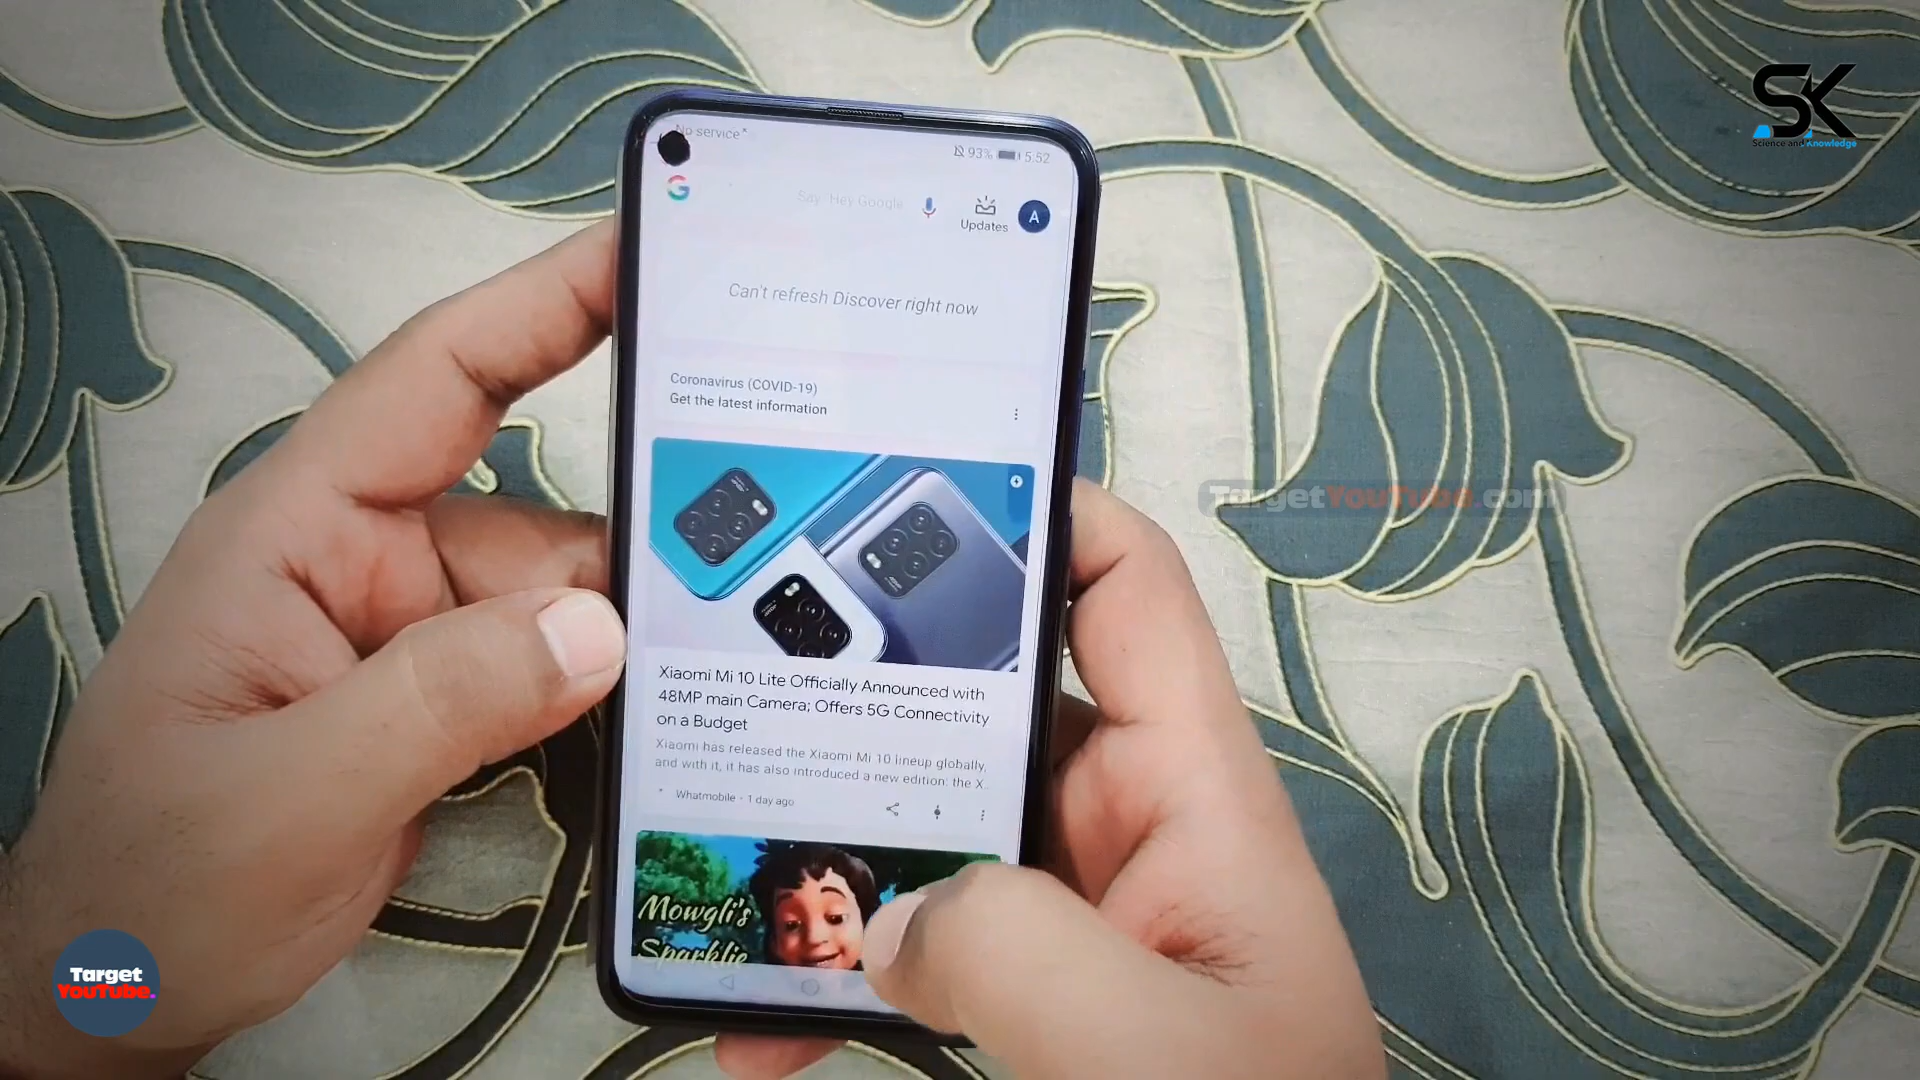 No service
93% 5:52
SK
Science and Knowledge
Say "Hey Google
Updates
A
Can't refresh Discover right now
Coronavirus (COVID-19)
Get the latest information
TargetYouTube.com
Xiaomi Mi 10 Lite Officially Announced with
48MP main Camera; Offers 5G Connectivity
on a Budget
Xiaomi has released the Xiaomi Mi 10 lineup globally,
and with it, it has also introduced a new edition: the X..
Whatmobile - 1 day ago
Mowgli's
Sparklie
Target
YouTube.